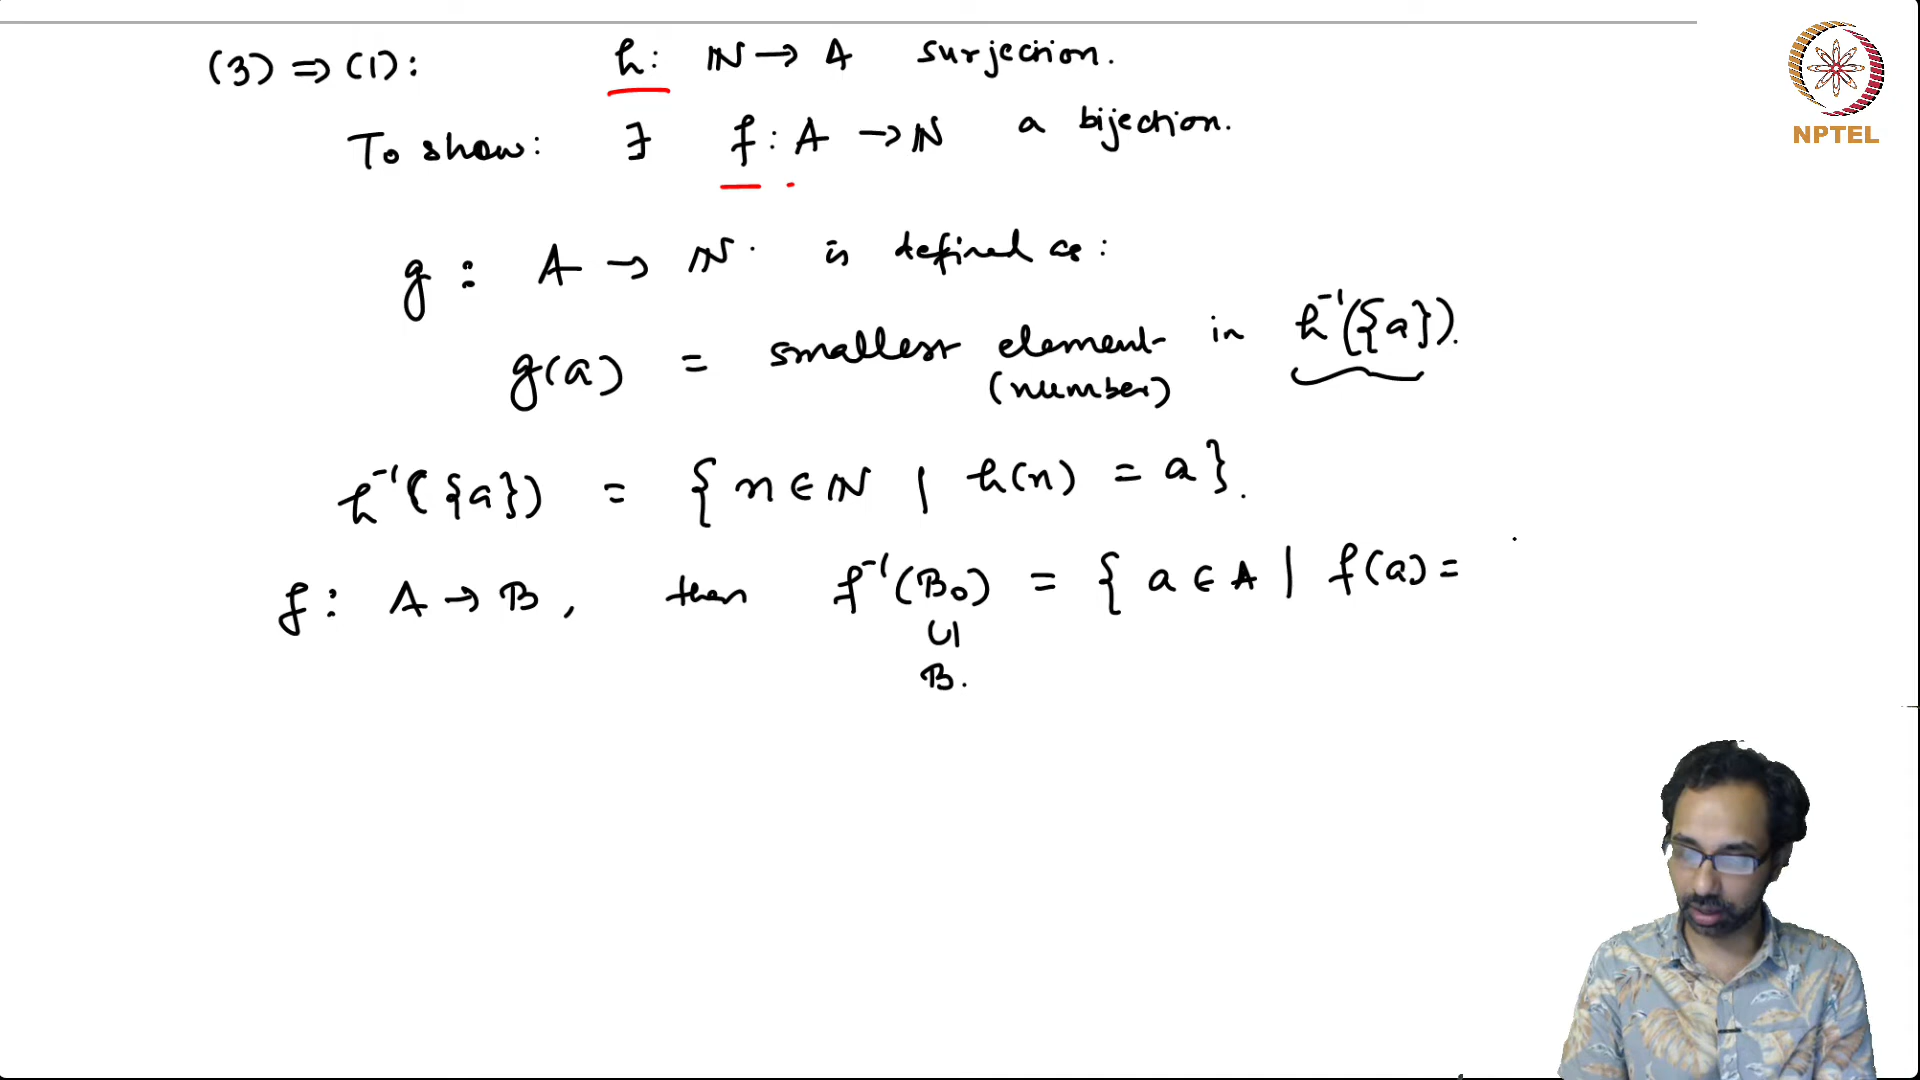 (3) ⇒ (1): h: ℕ → A surjection.
To show: ∃ f: A → ℕ a bijection.
g: A → ℕ is defined as:
g(a) = smallest element in h⁻¹({a}).
(number)
h⁻¹({a}) = {n ∈ ℕ | h(n) = a}.
f: A → B, then f⁻¹(B₀) = {a ∈ A | f(a) =
∪|
B.
NPTEL